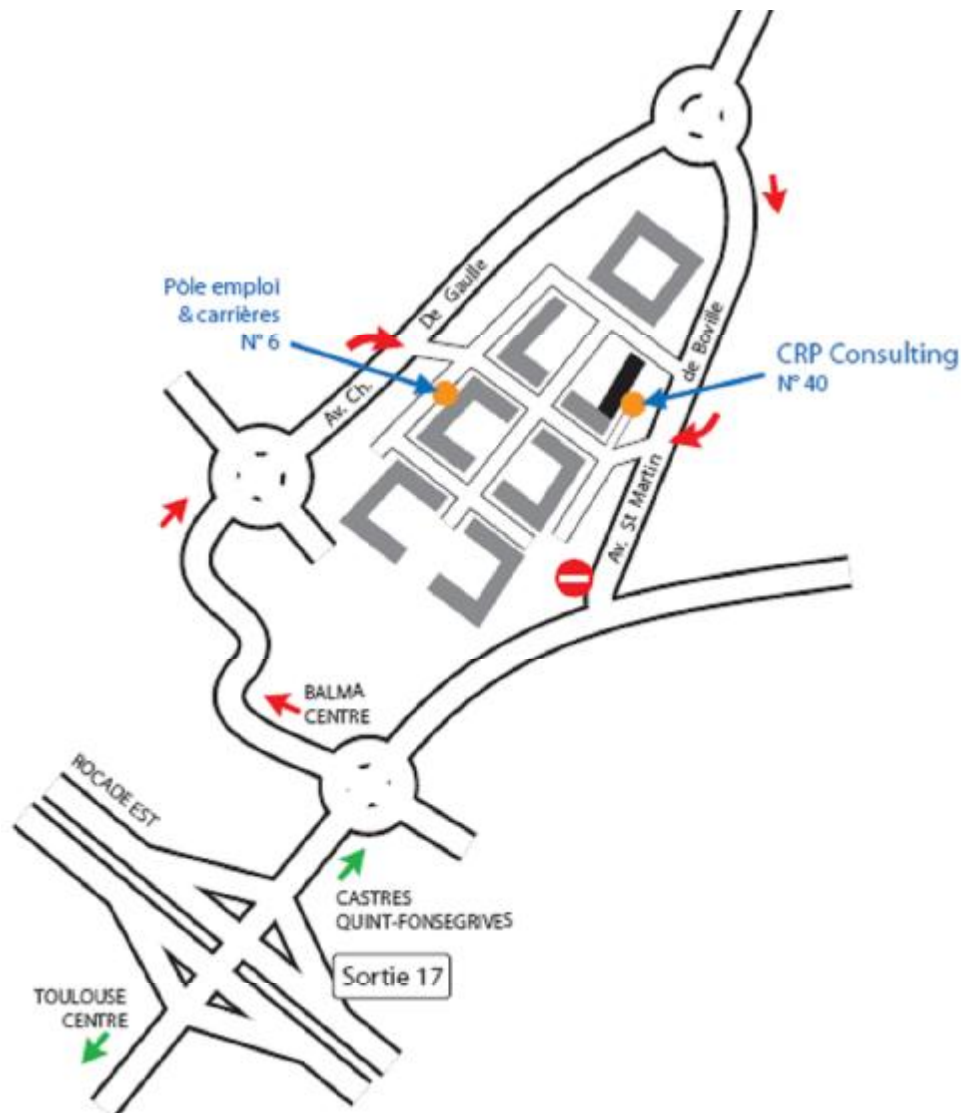 Pôle emploi
& carrières
N° 6
De Gaulle
Av. Ch.
de Boville
CRP Consulting
N° 40
Av. St Martin
BALMA
CENTRE
ROCADE EST
CASTRES
QUINT-FONSEGRIVES
Sortie 17
TOULOUSE
CENTRE